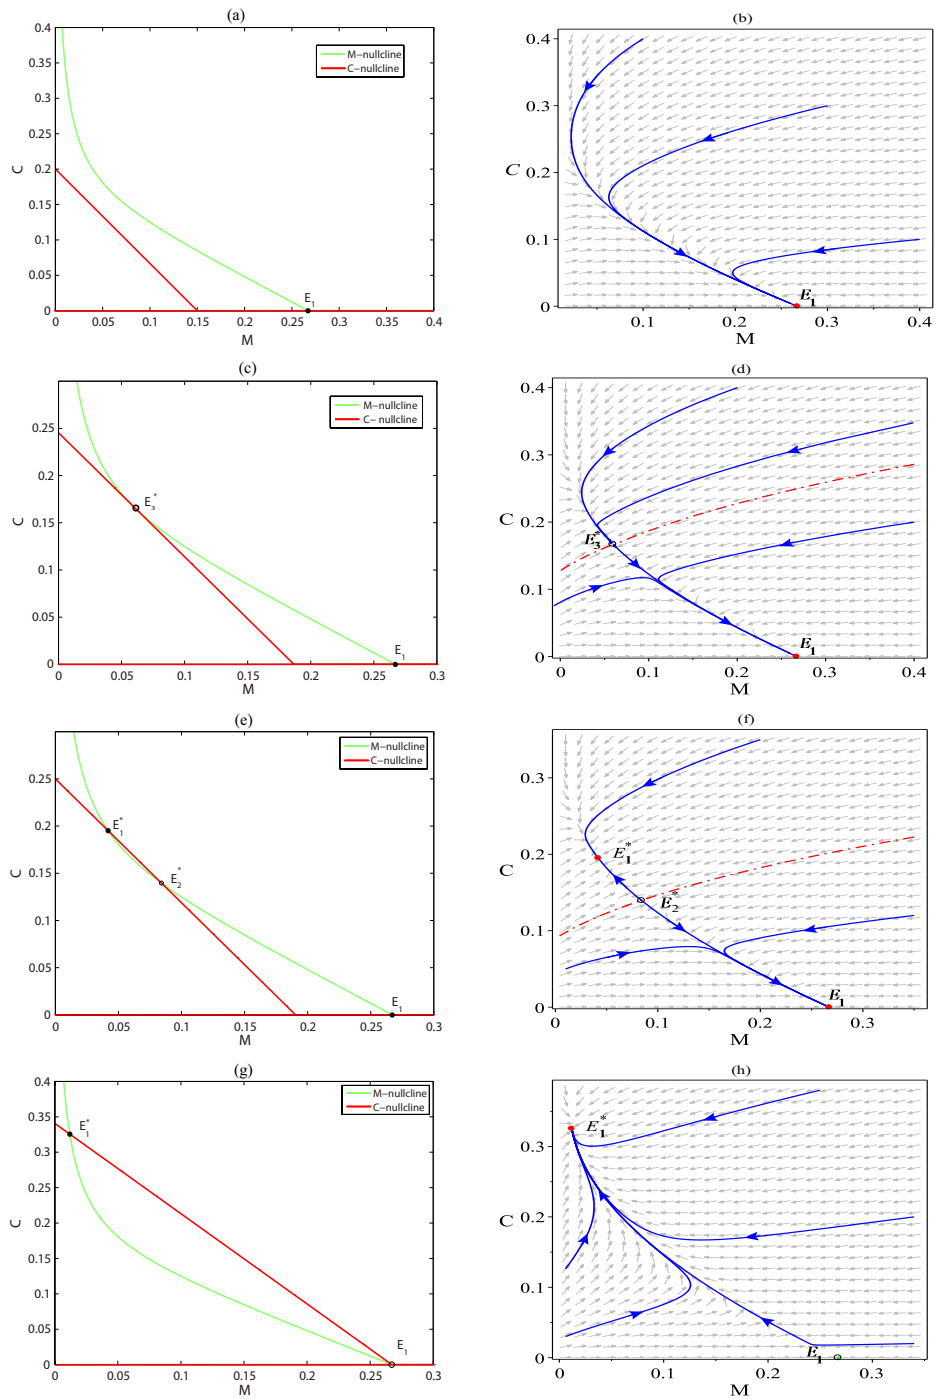 (a)
0.4
0.35
0.3
0.25
0.2
0.15
0.1
0.05
0
C
M-nullcline
C-nullcline
E1
0 0.05 0.1 0.15 0.2 0.25 0.3 0.35 0.4
M
(b)
0.4
0.3
0.2
0.1
0
C
E1
0.1 0.2 0.3 0.4
M
(c)
0.25
0.2
0.15
0.1
0.05
0
C
M-nullcline
C- nullcline
E3*
E1
0 0.05 0.1 0.15 0.2 0.25 0.3
M
(d)
0.4
0.3
0.2
0.1
0
C
E3*
E1
0 0.1 0.2 0.3 0.4
M
(e)
0.25
0.2
0.15
0.1
0.05
0
C
M-nullcline
C-nullcline
E1*
E2*
E1
0 0.05 0.1 0.15 0.2 0.25 0.3
M
(f)
0.3
0.2
0.1
0
C
E1*
E2*
E1
0 0.1 0.2 0.3
M
(g)
0.4
0.35
0.3
0.25
0.2
0.15
0.1
0.05
0
C
M-nullcline
C-nullcline
E1*
E1
0 0.05 0.1 0.15 0.2 0.25 0.3
M
(h)
0.3
0.2
0.1
0
C
E1*
E1
0 0.1 0.2 0.3
M